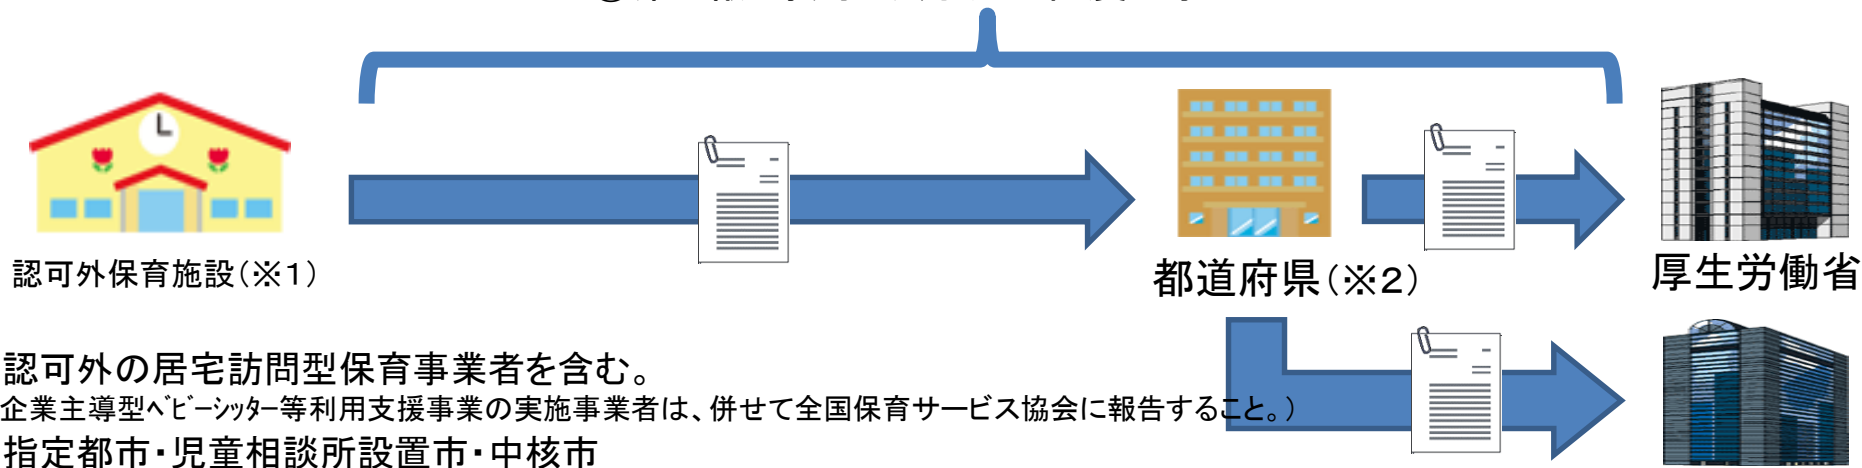 認可外保育施設(※1)
都道府県(※2)
厚生労働省
認可外の居宅訪問型保育事業者を含む。
企業主導型ﾍﾞﾋﾞｰｼｯﾀｰ等利用支援事業の実施事業者は、併せて全国保育サービス協会に報告すること。)
指定都市・児童相談所設置市・中核市